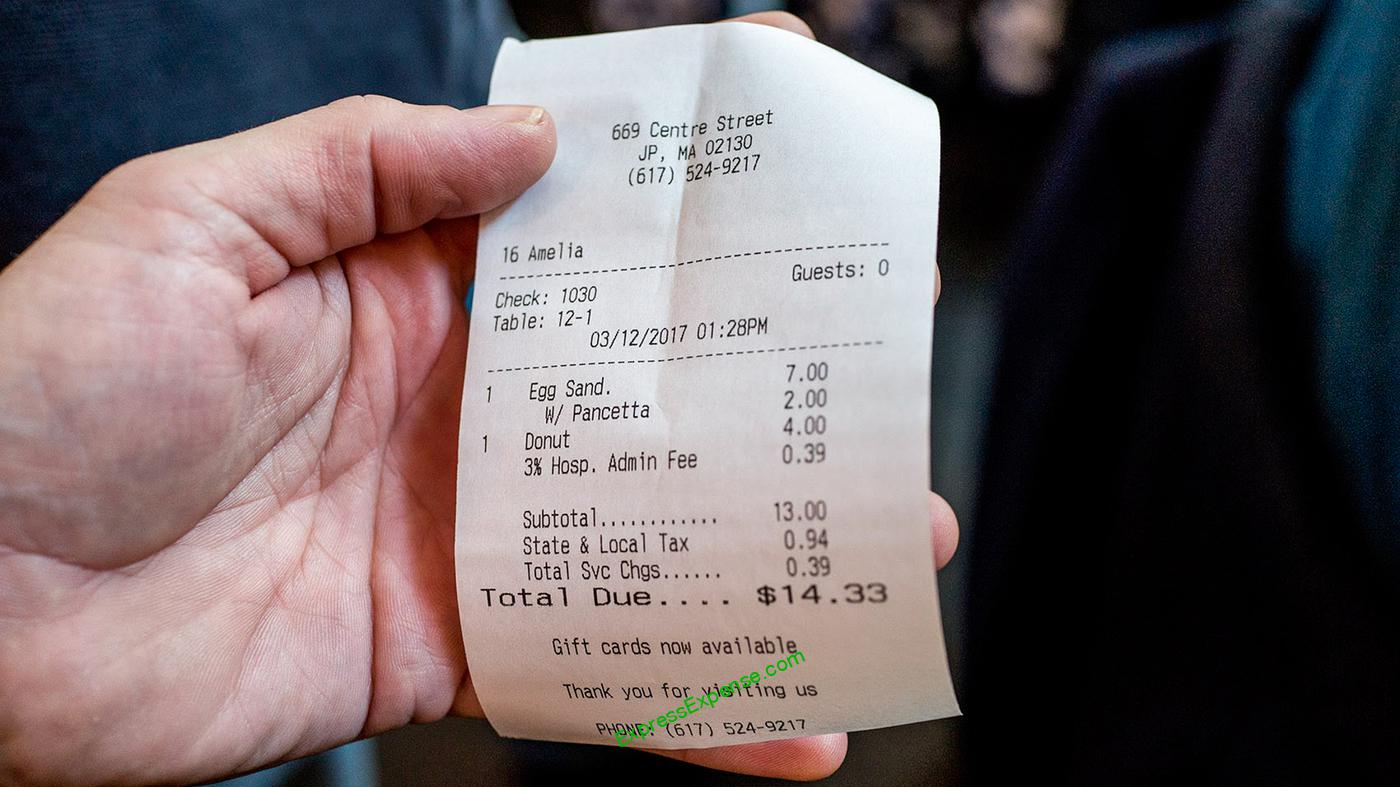 669 Centre Street
JP, MA 02130
(617) 524-9217
16 Amelia
--------------------------------------------
Guests: 0
Check: 1030
Table: 12-1
03/12/2017 01:28PM
--------------------------------------------
1 Egg Sand. 7.00
W/ Pancetta 2.00
1 Donut 4.00
3% Hosp. Admin Fee 0.39
Subtotal............ 13.00
State & Local Tax 0.94
Total Svc Chgs...... 0.39
Total Due.... $14.33
Gift cards now available
Thank you for visiting us
PHONE: (617) 524-9217
ExpressExpense.com